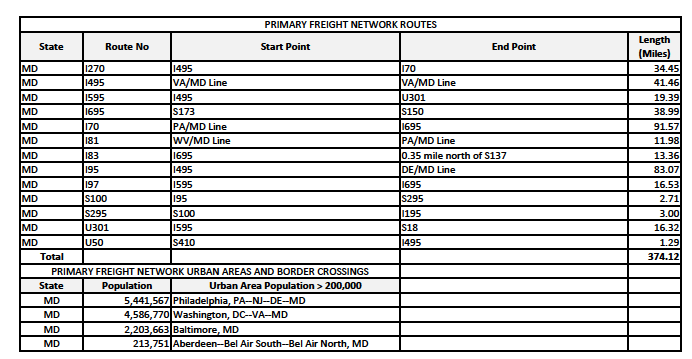 PRIMARY FREIGHT NETWORK ROUTES
State Route No Start Point End Point Length (Miles)
MD I270 I495 I70 34.45
MD I495 VA/MD Line VA/MD Line 41.46
MD I595 I495 U301 19.39
MD I695 S173 S150 38.99
MD I70 PA/MD Line I695 91.57
MD I81 WV/MD Line PA/MD Line 11.98
MD I83 I695 0.35 mile north of S137 13.36
MD I95 I495 DE/MD Line 83.07
MD I97 I595 I695 16.53
MD S100 I95 S295 2.71
MD S295 S100 I195 3.00
MD U301 I595 S18 16.32
MD U50 S410 I495 1.29
Total 374.12
PRIMARY FREIGHT NETWORK URBAN AREAS AND BORDER CROSSINGS
State Population Urban Area Population > 200,000
MD 5,441,567 Philadelphia, PA--NJ--DE--MD
MD 4,586,770 Washington, DC--VA--MD
MD 2,203,663 Baltimore, MD
MD 213,751 Aberdeen--Bel Air South--Bel Air North, MD